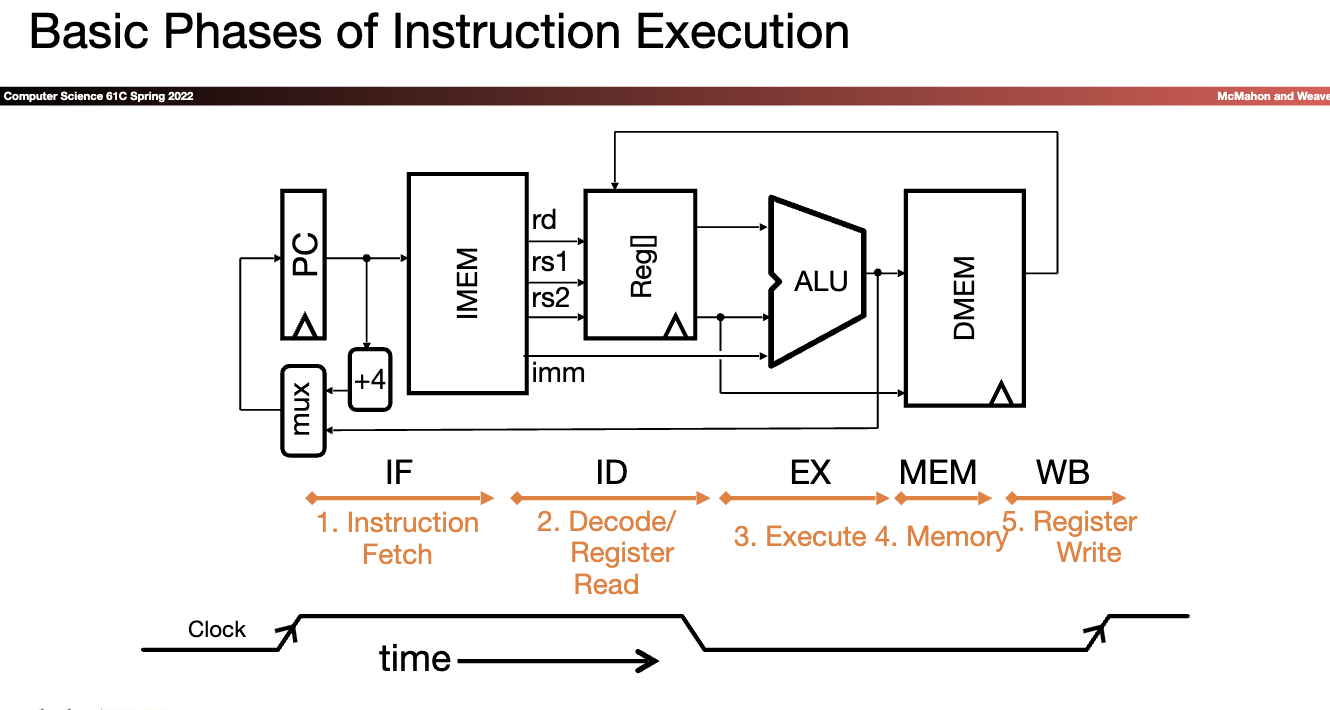 Basic Phases of Instruction Execution
Computer Science 61C Spring 2022
McMahon and Weave
PC
+4
mux
IMEM
rd
rs1
rs2
imm
Reg[]
ALU
DMEM
IF
ID
EX
MEM
WB
1. Instruction
Fetch
2. Decode/
Register
Read
3. Execute
4. Memory
5. Register
Write
Clock
time